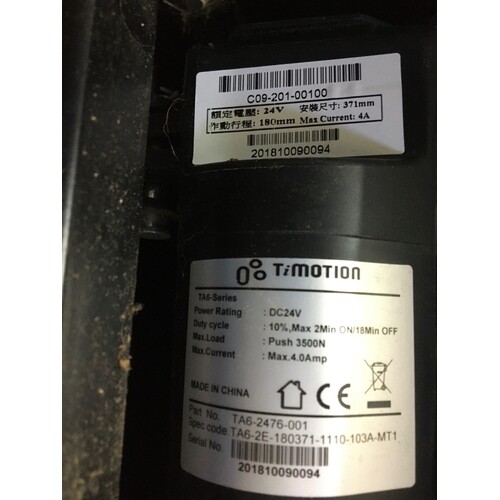 C09-201-00100
額定電壓: 24V 安裝尺寸: 371mm
作動行程: 180mm Max Current: 4A
201810090094
TiMOTION
TA6-Series
Power Rating : DC24V
Duty cycle : 10%,Max 2Min ON/18Min OFF
Max.Load : Push 3500N
Max.Current : Max.4.0Amp
MADE IN CHINA
CE
Part No. TA6-2476-001
Spec code. TA6-2E-180371-1110-103A-MT1
Serial No.
201810090094